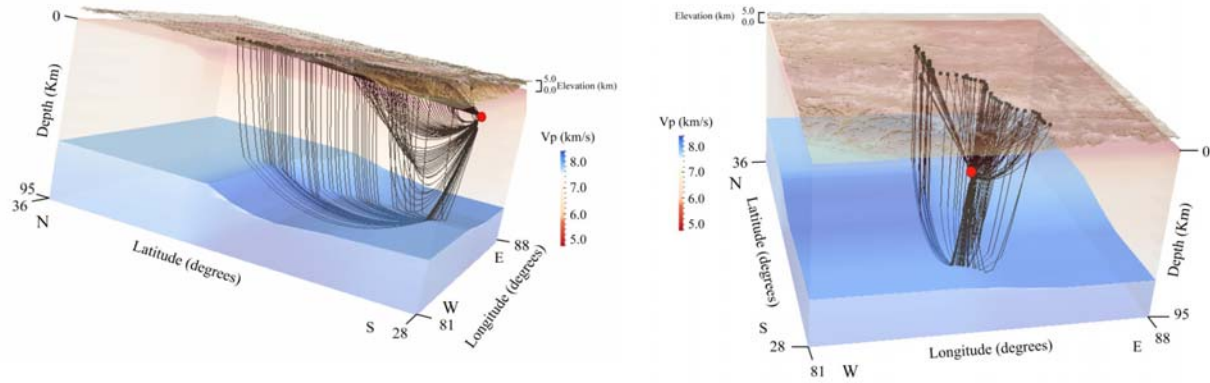 0
Depth (Km)
95
36
N
Latitude (degrees)
S
28
5.0
0.0
Elevation (km)
Vp (km/s)
8.0
7.0
6.0
5.0
88
E
Longitude (degrees)
W
81
Elevation (km)
5.0
0.0
Vp (km/s)
8.0
7.0
6.0
5.0
36
N
Latitude (degrees)
S
28
81
W
Longitude (degrees)
E
88
95
Depth (Km)
0